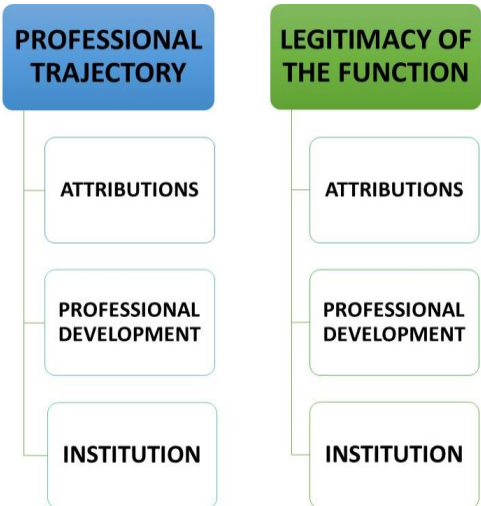 PROFESSIONAL
TRAJECTORY
ATTRIBUTIONS
PROFESSIONAL
DEVELOPMENT
INSTITUTION
LEGITIMACY OF
THE FUNCTION
ATTRIBUTIONS
PROFESSIONAL
DEVELOPMENT
INSTITUTION